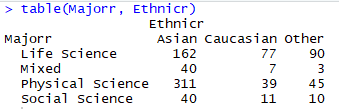 > table(Majorr, Ethnicr)
Ethnicr
Majorr Asian Caucasian Other
Life Science 162 77 90
Mixed 40 7 3
Physical Science 311 39 45
Social Science 40 11 10